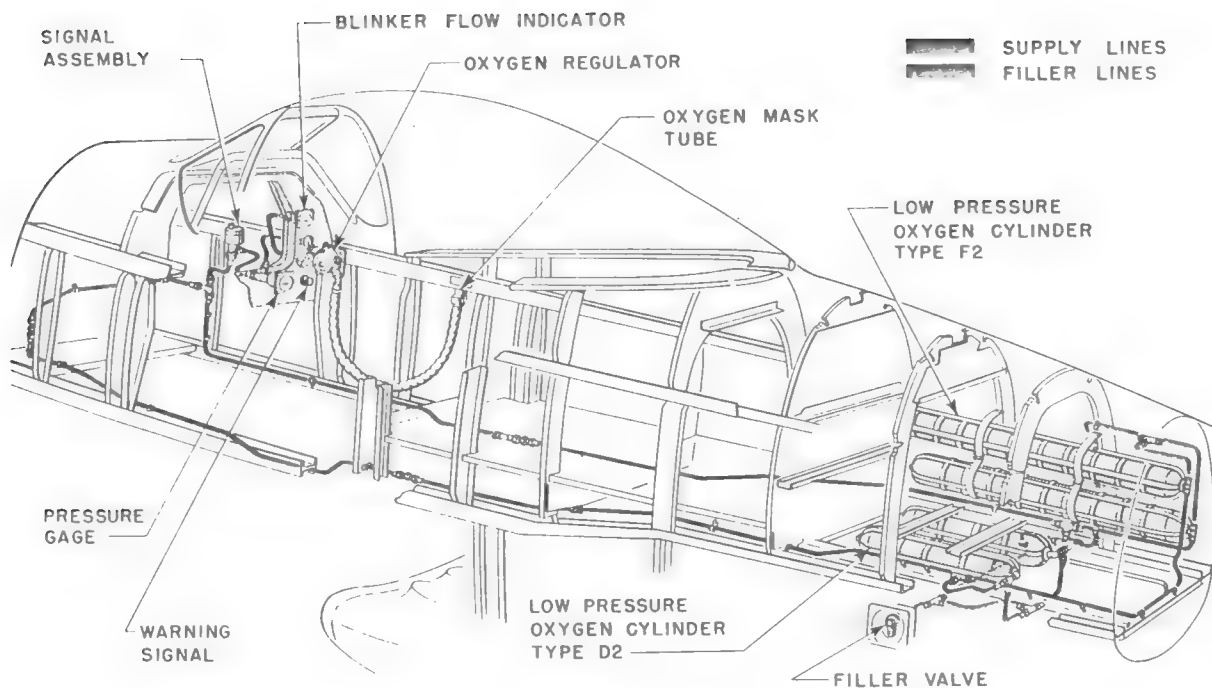 BLINKER FLOW INDICATOR
SIGNAL
ASSEMBLY
OXYGEN REGULATOR
SUPPLY LINES
FILLER LINES
OXYGEN MASK
TUBE
LOW PRESSURE
OXYGEN CYLINDER
TYPE F2
PRESSURE
GAGE
WARNING
SIGNAL
LOW PRESSURE
OXYGEN CYLINDER
TYPE D2
FILLER VALVE